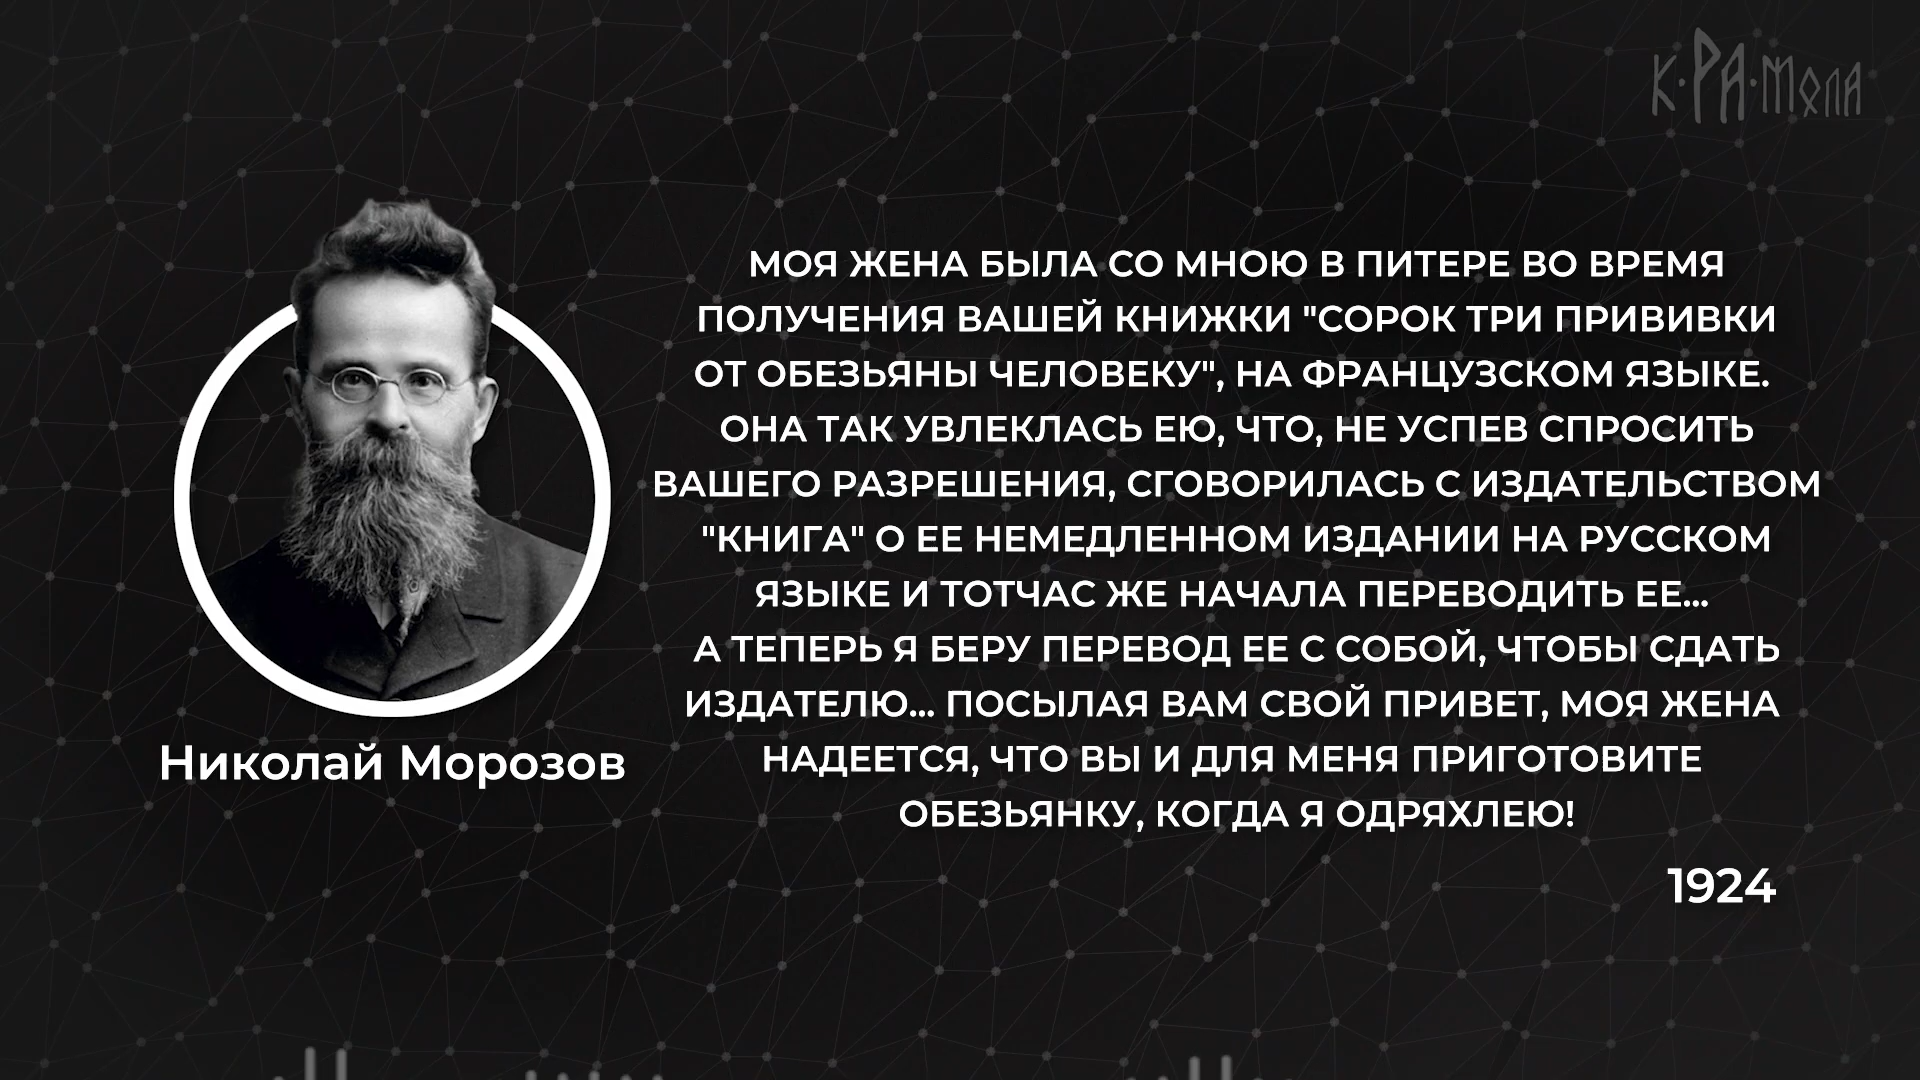 К·РА·МОЛА
МОЯ ЖЕНА БЫЛА СО МНОЮ В ПИТЕРЕ ВО ВРЕМЯ
ПОЛУЧЕНИЯ ВАШЕЙ КНИЖКИ "СОРОК ТРИ ПРИВИВКИ
ОТ ОБЕЗЬЯНЫ ЧЕЛОВЕКУ", НА ФРАНЦУЗСКОМ ЯЗЫКЕ.
ОНА ТАК УВЛЕКЛАСЬ ЕЮ, ЧТО, НЕ УСПЕВ СПРОСИТЬ
ВАШЕГО РАЗРЕШЕНИЯ, СГОВОРИЛАСЬ С ИЗДАТЕЛЬСТВОМ
"КНИГА" О ЕЕ НЕМЕДЛЕННОМ ИЗДАНИИ НА РУССКОМ
ЯЗЫКЕ И ТОТЧАС ЖЕ НАЧАЛА ПЕРЕВОДИТЬ ЕЕ...
А ТЕПЕРЬ Я БЕРУ ПЕРЕВОД ЕЕ С СОБОЙ, ЧТОБЫ СДАТЬ
ИЗДАТЕЛЮ... ПОСЫЛАЯ ВАМ СВОЙ ПРИВЕТ, МОЯ ЖЕНА
НАДЕЕТСЯ, ЧТО ВЫ И ДЛЯ МЕНЯ ПРИГОТОВИТЕ
ОБЕЗЬЯНКУ, КОГДА Я ОДРЯХЛЕЮ!
1924
Николай Морозов